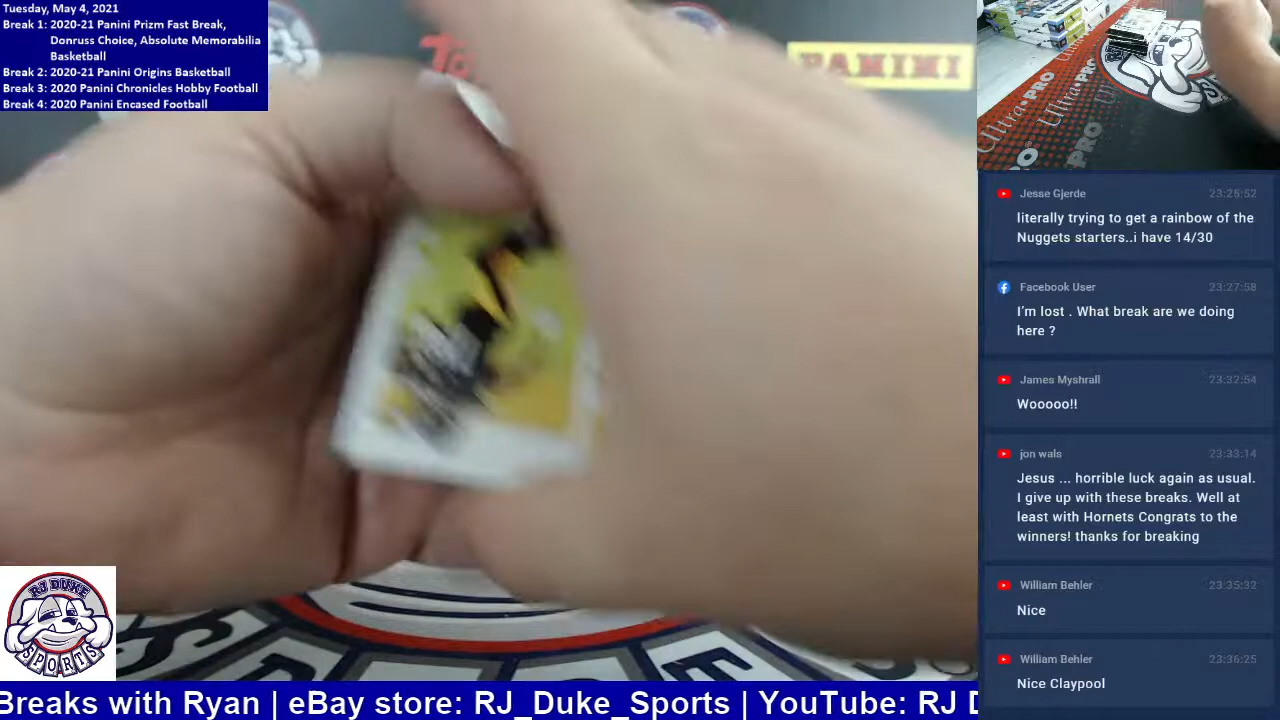 Tuesday, May 4, 2021
Break 1: 2020-21 Panini Prizm Fast Break,
Donruss Choice, Absolute Memorabilia
Basketball
Break 2: 2020-21 Panini Origins Basketball
Break 3: 2020 Panini Chronicles Hobby Football
Break 4: 2020 Panini Encased Football
To
PANINI
Ultra•PRO
Ultra•PRO
Jesse Gjerde 23:25:52
literally trying to get a rainbow of the
Nuggets starters..i have 14/30
Facebook User 23:27:58
I'm lost . What break are we doing
here ?
James Myshrall 23:32:54
Wooooo!!
jon wals 23:33:14
Jesus ... horrible luck again as usual.
I give up with these breaks. Well at
least with Hornets Congrats to the
winners! thanks for breaking
William Behler 23:35:32
Nice
William Behler 23:36:25
Nice Claypool
RJ DUKE
SPORTS
Breaks with Ryan | eBay store: RJ_Duke_Sports | YouTube: RJ D